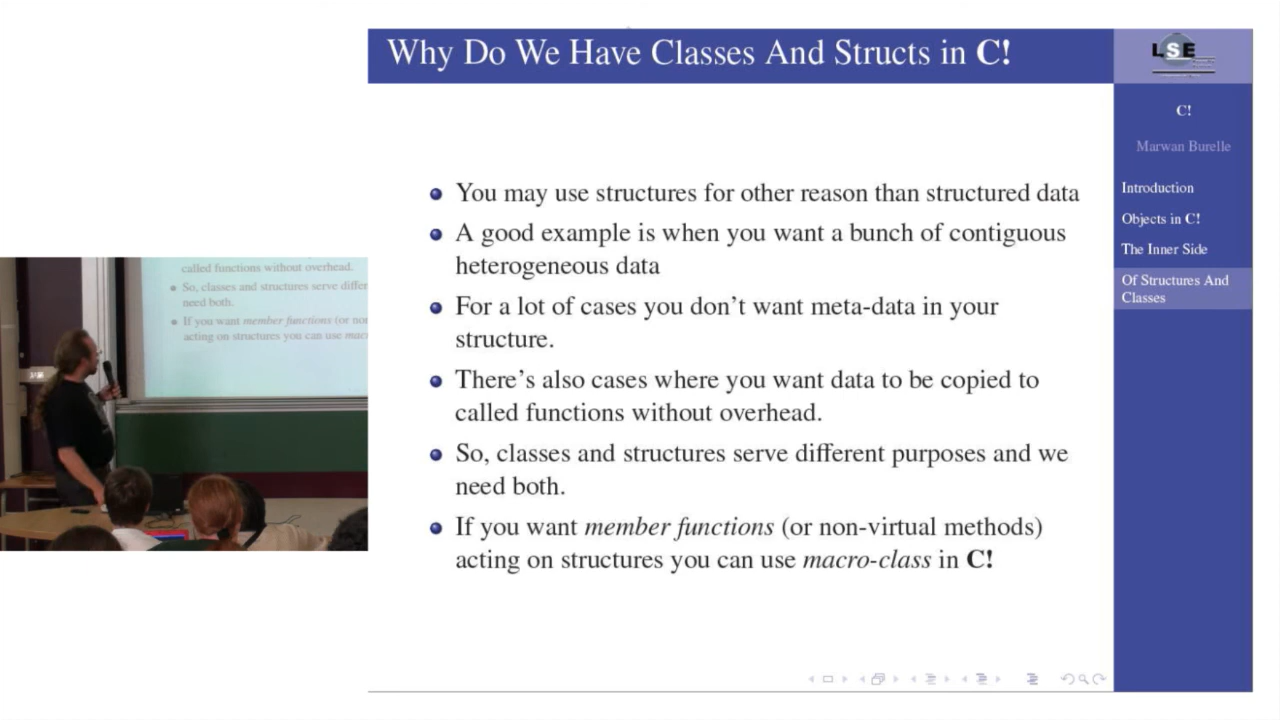 Why Do We Have Classes And Structs in C!
You may use structures for other reason than structured data
A good example is when you want a bunch of contiguous
heterogeneous data
For a lot of cases you don't want meta-data in your
structure.
There's also cases where you want data to be copied to
called functions without overhead.
So, classes and structures serve different purposes and we
need both.
If you want member functions (or non-virtual methods)
acting on structures you can use macro-class in C!
LSE
C!
Marwan Burelle
Introduction
Objects in C!
The Inner Side
Of Structures And
Classes
called functions without overhead.
So, classes and structures serve differ
need both.
If you want member functions (or non
acting on structures you can use macr